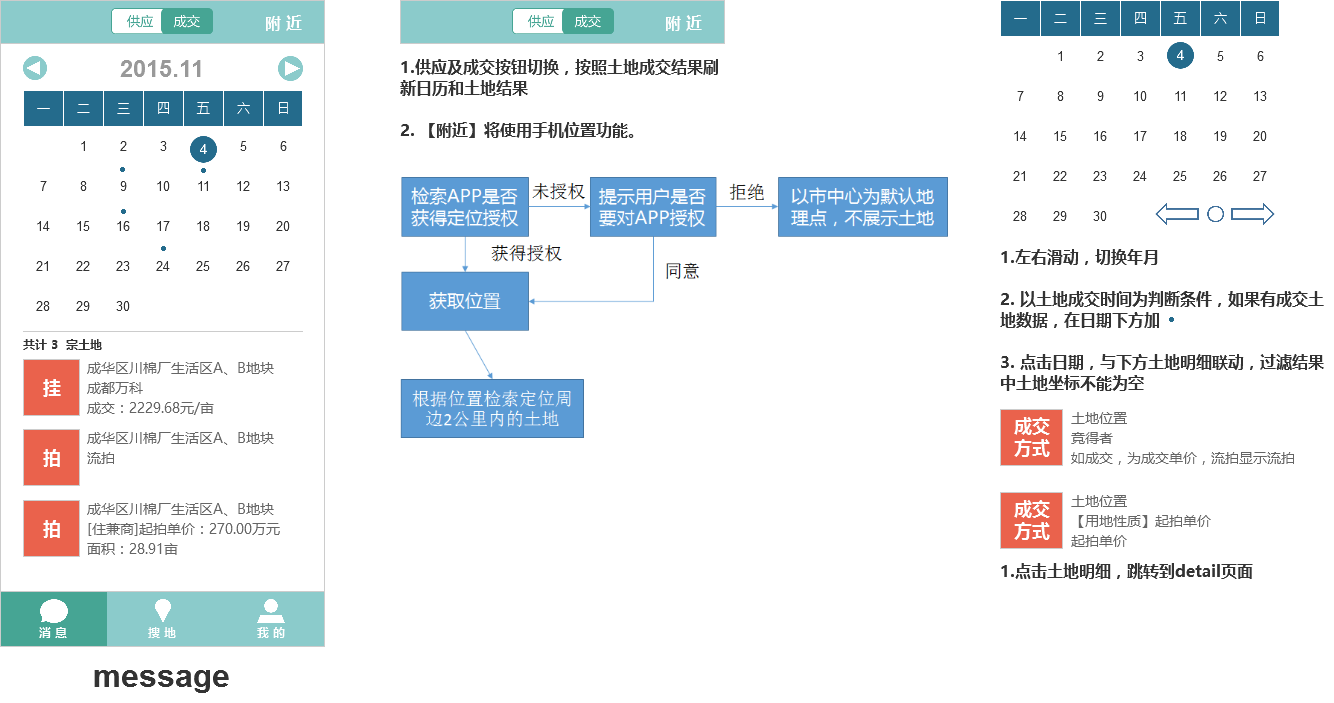 供应 成交 附 近
2015.11
一 二 三 四 五 六 日
1 2 3 4 5 6
7 8 9 10 11 12 13
14 15 16 17 18 19 20
21 22 23 24 25 26 27
28 29 30
共计 3 宗土地
挂
成华区川棉厂生活区A、B地块
成都万科
成交：2229.68元/亩
拍
成华区川棉厂生活区A、B地块
流拍
拍
成华区川棉厂生活区A、B地块
[住兼商]起拍单价：270.00万元
面积：28.91亩
消 息 搜 地 我 的
message
供应 成交 附 近
1.供应及成交按钮切换，按照土地成交结果刷
新日历和土地结果
2. 【附近】将使用手机位置功能。
检索APP是否
获得定位授权
未授权
提示用户是否
要对APP授权
拒绝
以市中心为默认地
理点，不展示土地
获得授权
同意
获取位置
根据位置检索定位周
边2公里内的土地
一 二 三 四 五 六 日
1 2 3 4 5 6
7 8 9 10 11 12 13
14 15 16 17 18 19 20
21 22 23 24 25 26 27
28 29 30
1.左右滑动，切换年月
2. 以土地成交时间为判断条件，如果有成交土
地数据，在日期下方加
3. 点击日期，与下方土地明细联动，过滤结果
中土地坐标不能为空
成交
方式
土地位置
竞得者
如成交，为成交单价，流拍显示流拍
成交
方式
土地位置
【用地性质】起拍单价
起拍单价
1.点击土地明细，跳转到detail页面